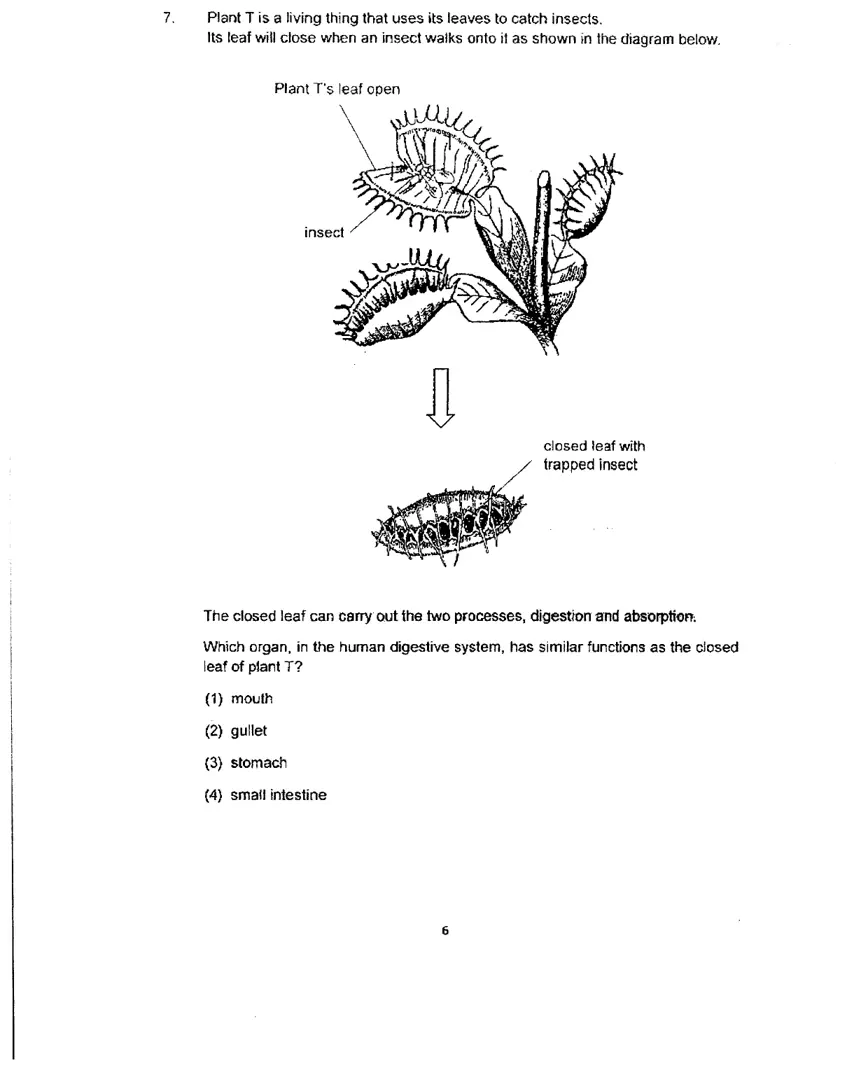 7. Plant T is a living thing that uses its leaves to catch insects.
Its leaf will close when an insect walks onto it as shown in the diagram below.
Plant T's leaf open
insect
closed leaf with
trapped insect
The closed leaf can carry out the two processes, digestion and absorption.
Which organ, in the human digestive system, has similar functions as the closed
leaf of plant T?
(1) mouth
(2) gullet
(3) stomach
(4) small intestine
6